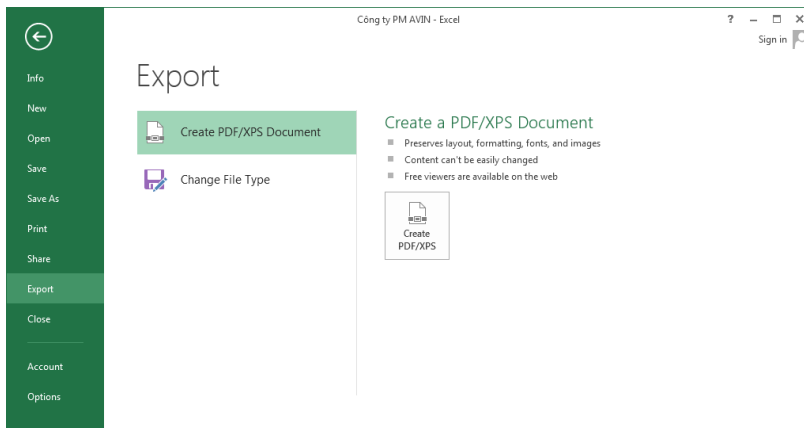 Công ty PM AVIN - Excel
?
Sign in
Info
New
Open
Save
Save As
Print
Share
Export
Close
Account
Options
Export
Create PDF/XPS Document
Change File Type
Create a PDF/XPS Document
Preserves layout, formatting, fonts, and images
Content can't be easily changed
Free viewers are available on the web
Create
PDF/XPS